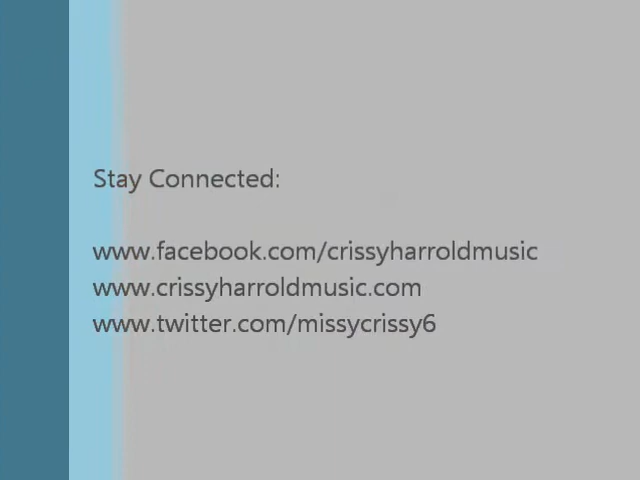 Stay Connected:
www.facebook.com/crissyharroldmusic
www.crissyharroldmusic.com
www.twitter.com/missycrissy6